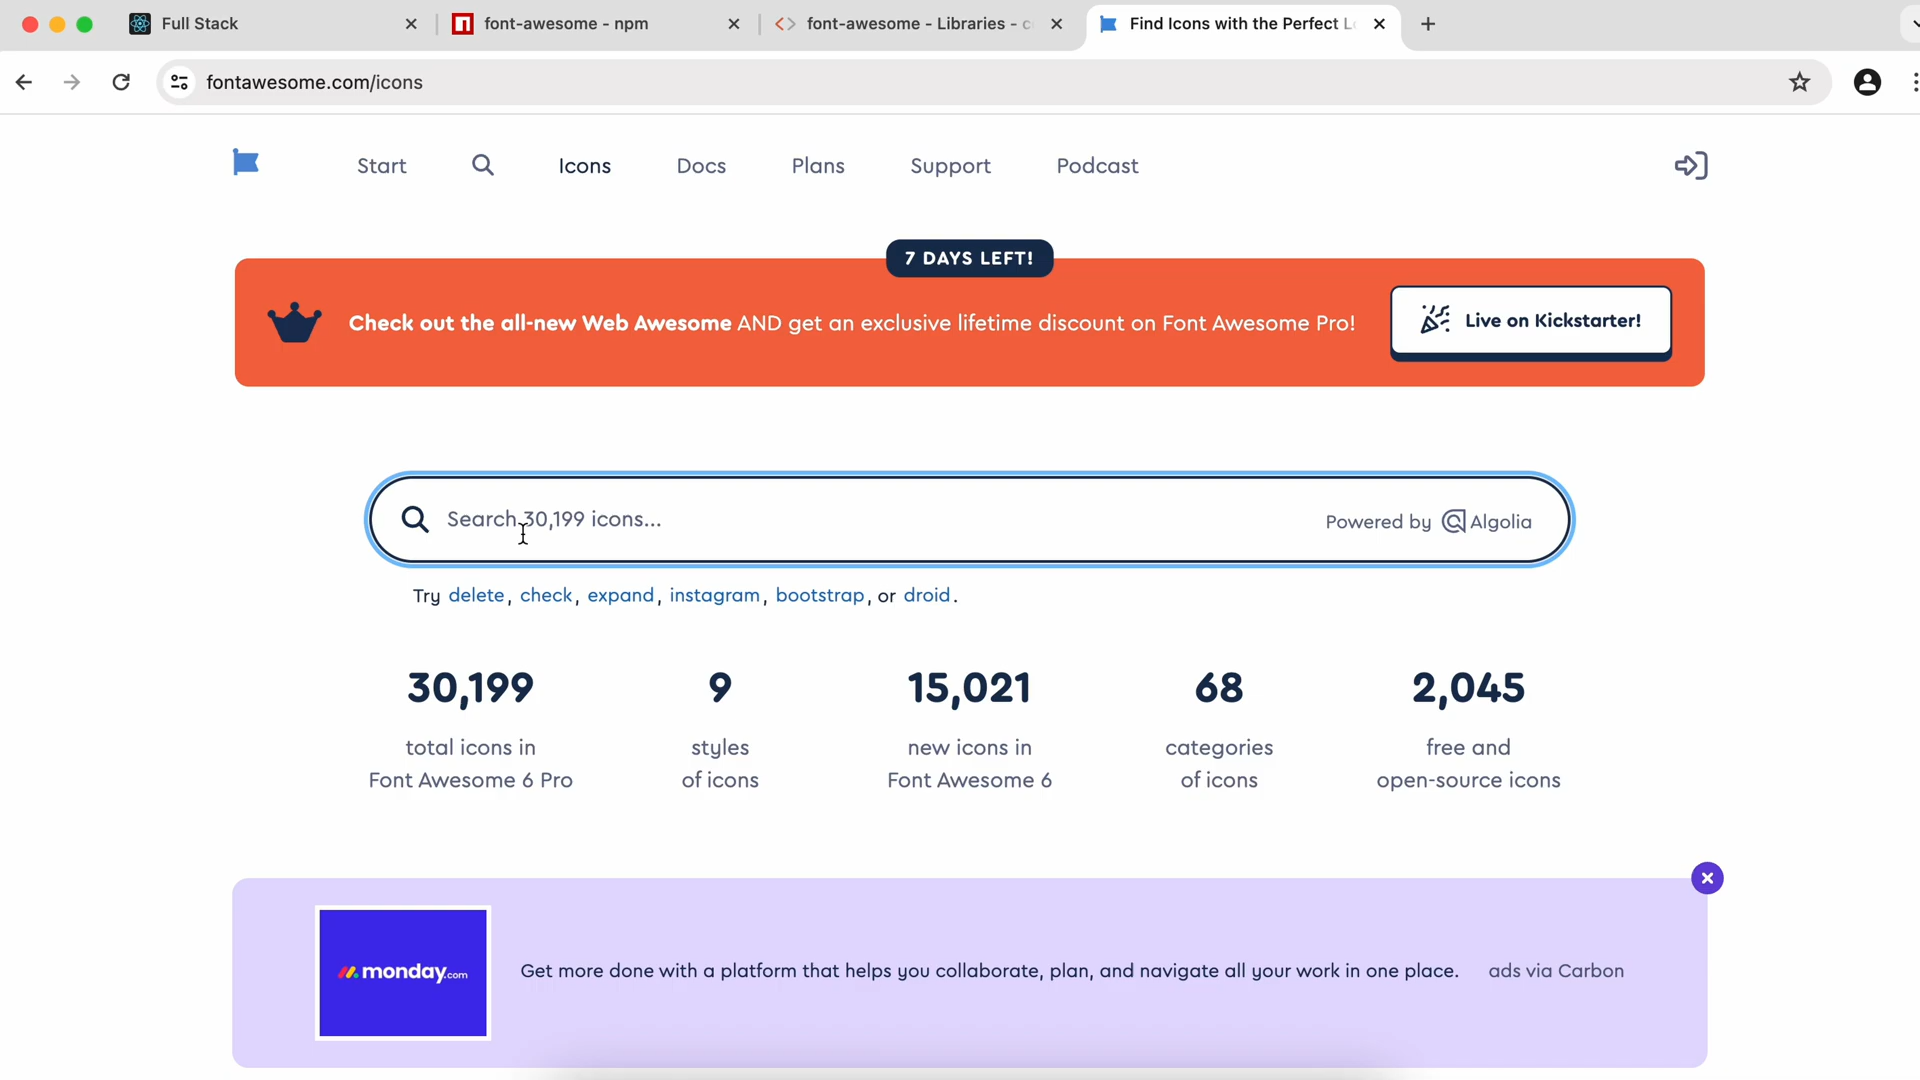 Full Stack
font-awesome - npm
font-awesome - Libraries - c
Find Icons with the Perfect L
fontawesome.com/icons
Start
Icons
Docs
Plans
Support
Podcast
7 DAYS LEFT!
Check out the all-new Web Awesome AND get an exclusive lifetime discount on Font Awesome Pro!
Live on Kickstarter!
Search 30,199 icons...
Powered by Algolia
Try delete, check, expand, instagram, bootstrap, or droid.
30,199
total icons in
Font Awesome 6 Pro
9
styles
of icons
15,021
new icons in
Font Awesome 6
68
categories
of icons
2,045
free and
open-source icons
monday.com
Get more done with a platform that helps you collaborate, plan, and navigate all your work in one place.
ads via Carbon